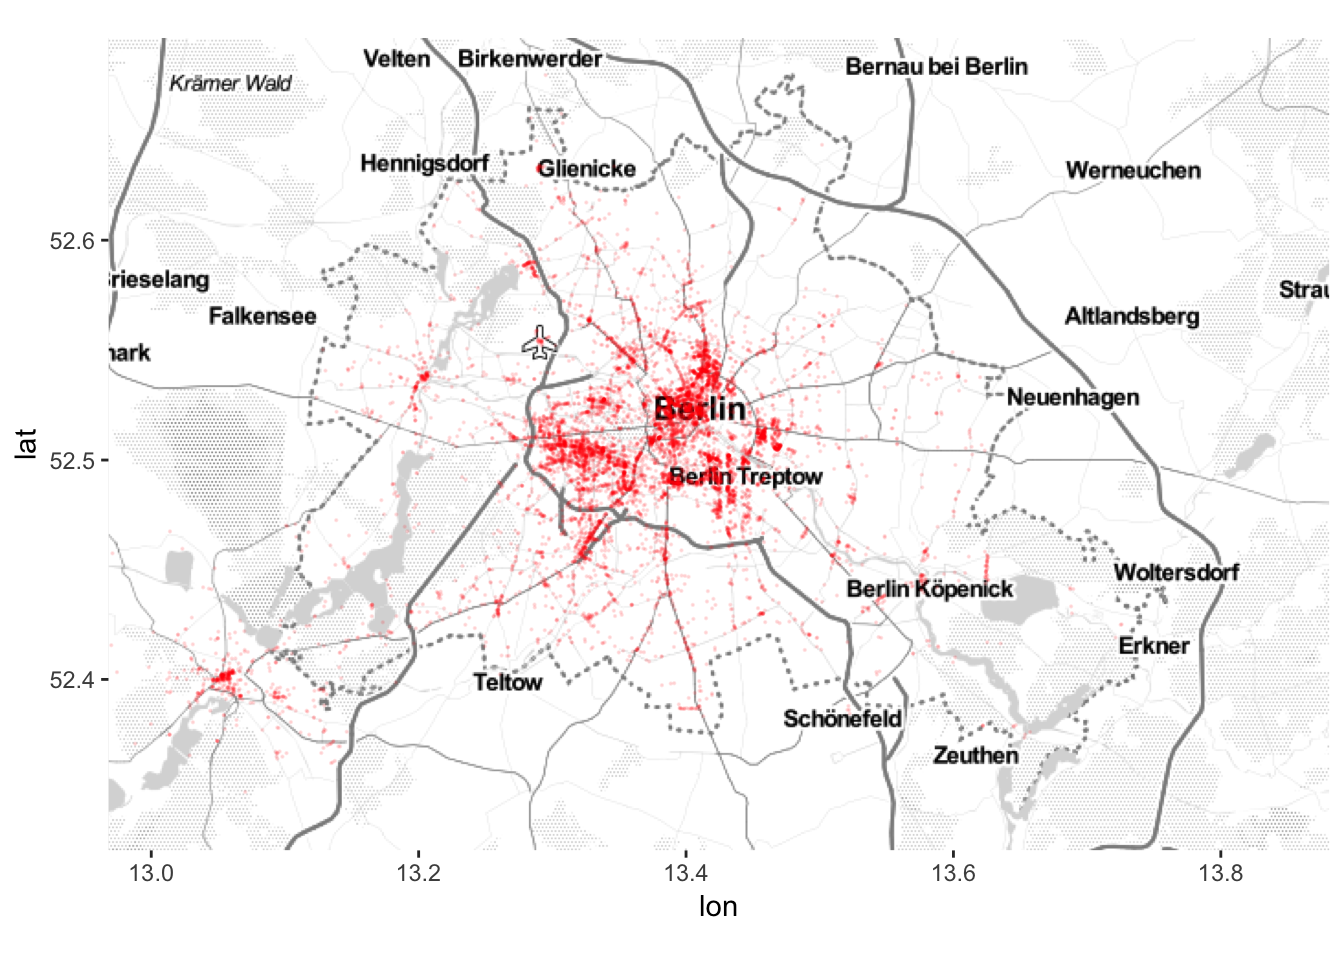 Velten
Birkenwerder
Bernau bei Berlin
Krämer Wald
Hennigsdorf
Glienicke
Werneuchen
52.6
rieselang
Falkensee
Strau
Altlandsberg
nark
Neuenhagen
Berlin
lat
52.5
Berlin Treptow
Woltersdorf
Berlin Köpenick
Erkner
52.4
Teltow
Schönefeld
Zeuthen
13.0
13.2
13.4
13.6
13.8
lon